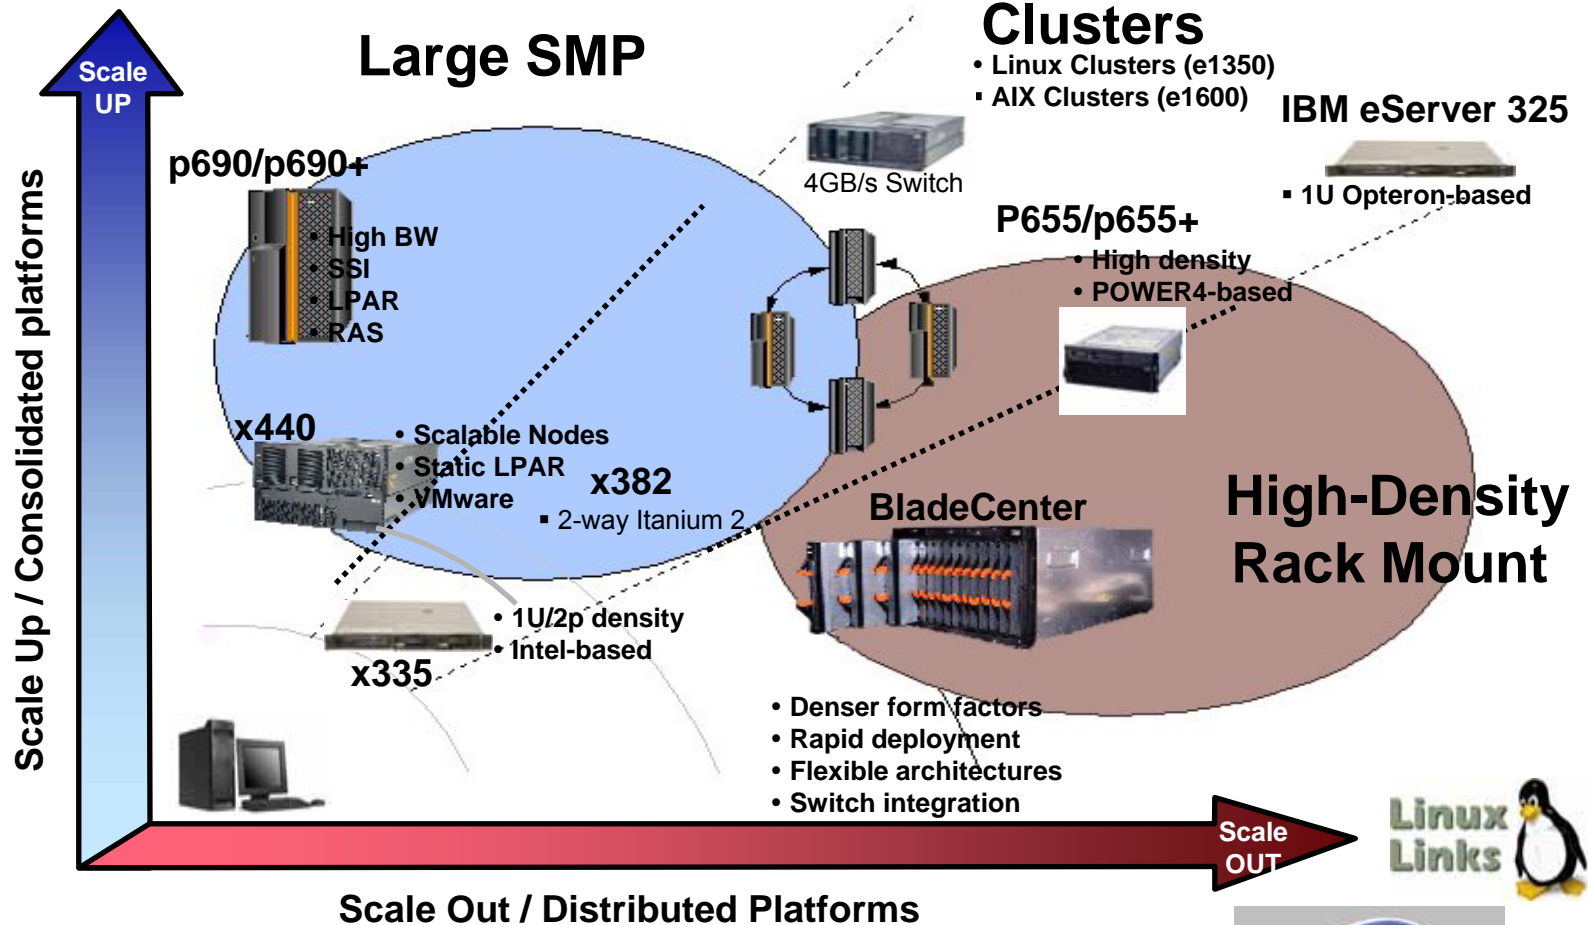 Clusters
Large SMP
• Linux Clusters (e1350)
▪ AIX Clusters (e1600)
Scale
UP
IBM eServer 325
▪ 1U Opteron-based
p690/p690+
• High BW
• SSI
• LPAR
• RAS
4GB/s Switch
P655/p655+
• High density
• POWER4-based
x440
• Scalable Nodes
• Static LPAR
• VMware
x382
▪ 2-way Itanium 2
BladeCenter
High-Density
Rack Mount
• 1U/2p density
• Intel-based
x335
• Denser form factors
• Rapid deployment
• Flexible architectures
• Switch integration
Scale Up / Consolidated platforms
Scale
OUT
Linux
Links
Scale Out / Distributed Platforms